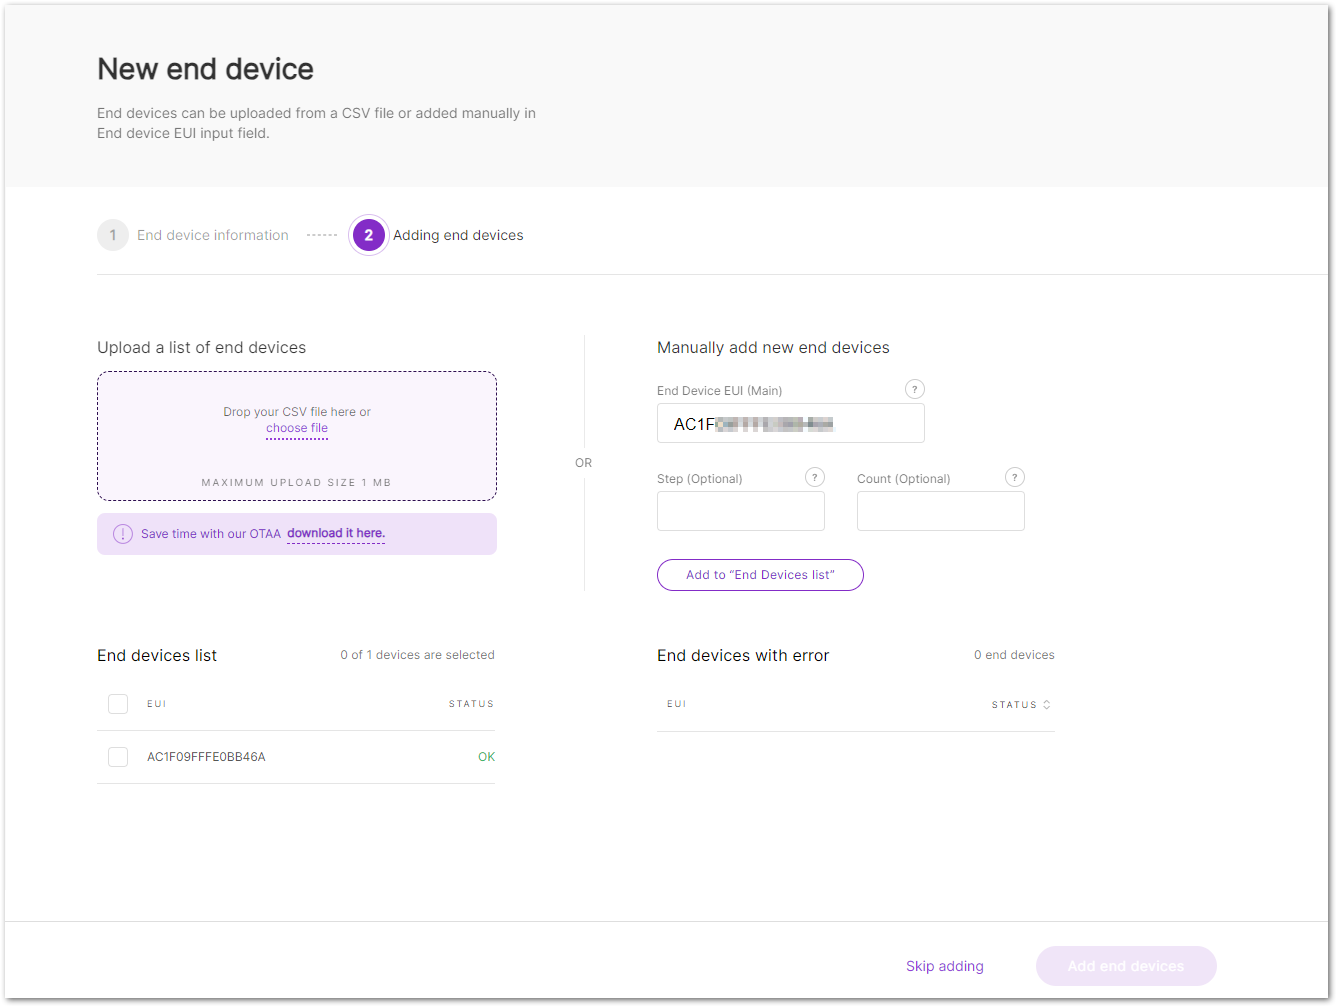 New end device
End devices can be uploaded from a CSV file or added manually in
End device EUI input field.
1 End device information
2 Adding end devices
Upload a list of end devices
Drop your CSV file here or
choose file
MAXIMUM UPLOAD SIZE 1 MB
! Save time with our OTAA download it here.
OR
Manually add new end devices
End Device EUI (Main) ?
AC1F
Step (Optional) ? Count (Optional) ?
Add to “End Devices list”
End devices list 0 of 1 devices are selected
EUI STATUS
AC1F09FFFE0BB46A OK
End devices with error 0 end devices
EUI STATUS
Skip adding Add end devices